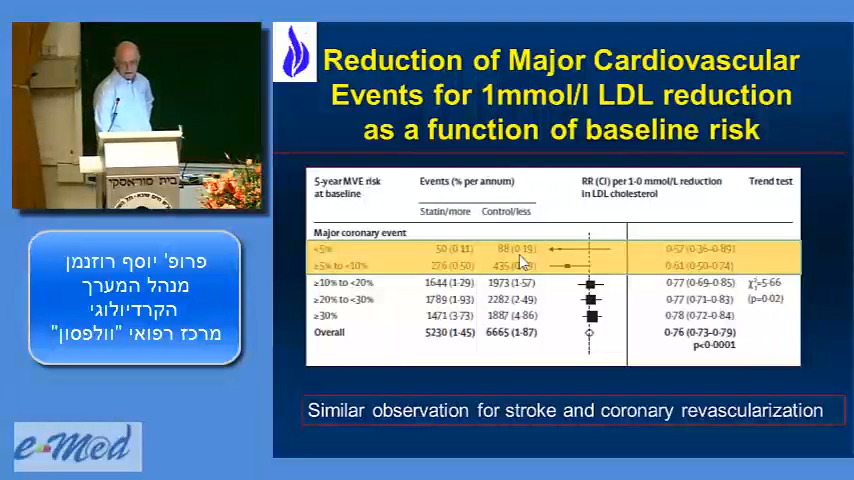 Reduction of Major Cardiovascular
Events for 1mmol/l LDL reduction
as a function of baseline risk
5-year MVE risk
at baseline
Events (% per annum)
RR (CI) per 1·0 mmol/L reduction
in LDL cholesterol
Trend test
Statin/more Control/less
Major coronary event
<5% 50 (0·11) 88 (0·19) 0·57 (0·36–0·89)
≥5% to <10% 276 (0·50) 0·61 (0·50–0·74)
≥10% to <20% 1644 (1·29) 1973 (1·57) 0·77 (0·69–0·85) χ²=5·66
≥20% to <30% 1789 (1·93) 2282 (2·49) 0·77 (0·71–0·83) (p=0·02)
≥30% 1471 (3·73) 1887 (4·86) 0·78 (0·72–0·84)
Overall 5230 (1·45) 6665 (1·87) 0·76 (0·73–0·79)
p<0·0001
Similar observation for stroke and coronary revascularization
בית סוראסקי
פרופ' יוסף רוזנמן
מנהל המערך
הקרדיולוגי
מרכז רפואי "וולפסון"
e-Med